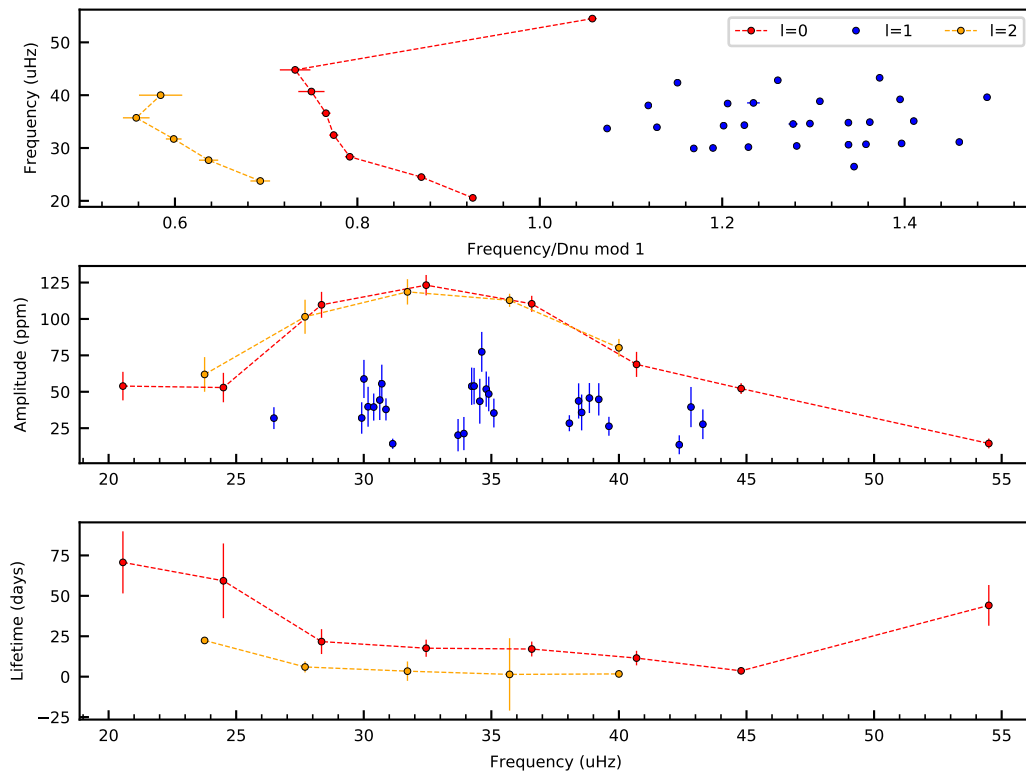 l=0 l=1 l=2
Frequency (uHz)
50
40
30
20
0.6 0.8 1.0 1.2 1.4
Frequency/Dnu mod 1
Amplitude (ppm)
125
100
75
50
25
20 25 30 35 40 45 50 55
Lifetime (days)
75
50
25
0
−25
20 25 30 35 40 45 50 55
Frequency (uHz)